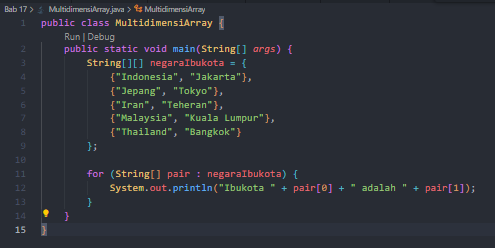 Bab 17 > MultidimensiArray.java > MultidimensiArray
1 public class MultidimensiArray {
Run | Debug
2 public static void main(String[] args) {
3 String[][] negaraIbukota = {
4 {"Indonesia", "Jakarta"},
5 {"Jepang", "Tokyo"},
6 {"Iran", "Teheran"},
7 {"Malaysia", "Kuala Lumpur"},
8 {"Thailand", "Bangkok"}
9 };
10
11 for (String[] pair : negaraIbukota) {
12 System.out.println("Ibukota " + pair[0] + " adalah " + pair[1]);
13 }
14 }
15 }